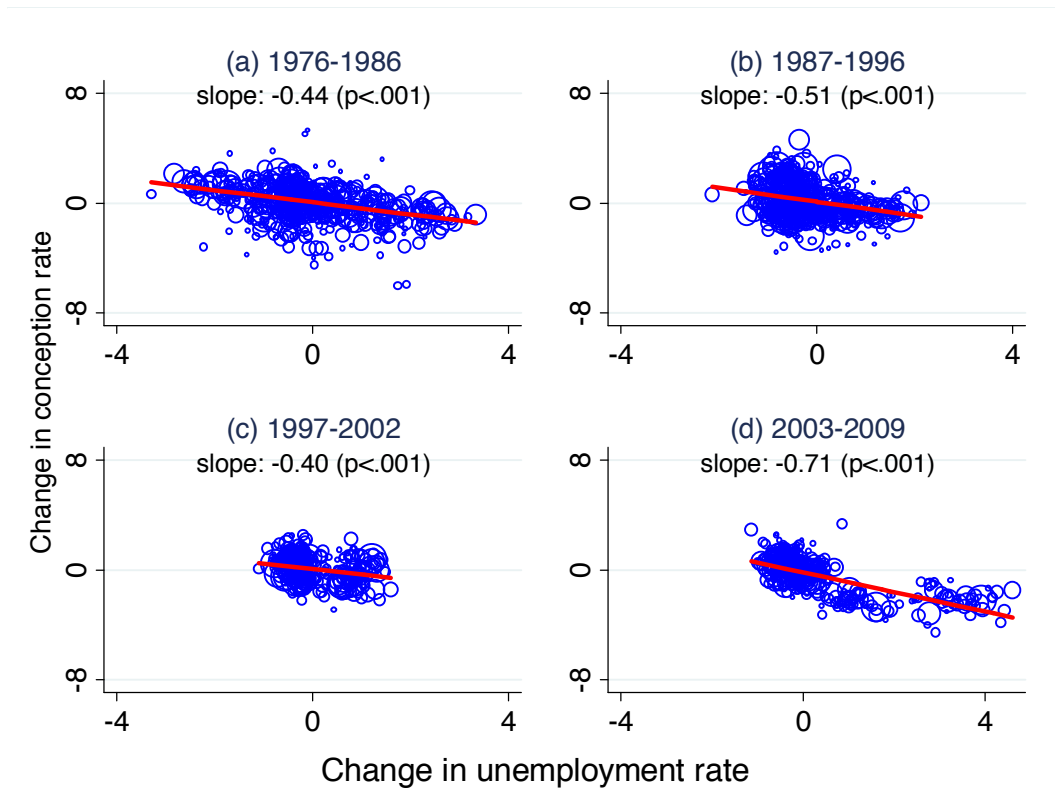 (a) 1976-1986
slope: -0.44 (p<.001)
8
0
-8
-4 0 4
(b) 1987-1996
slope: -0.51 (p<.001)
8
0
-8
-4 0 4
(c) 1997-2002
slope: -0.40 (p<.001)
8
0
-8
-4 0 4
(d) 2003-2009
slope: -0.71 (p<.001)
8
0
-8
-4 0 4
Change in conception rate
Change in unemployment rate